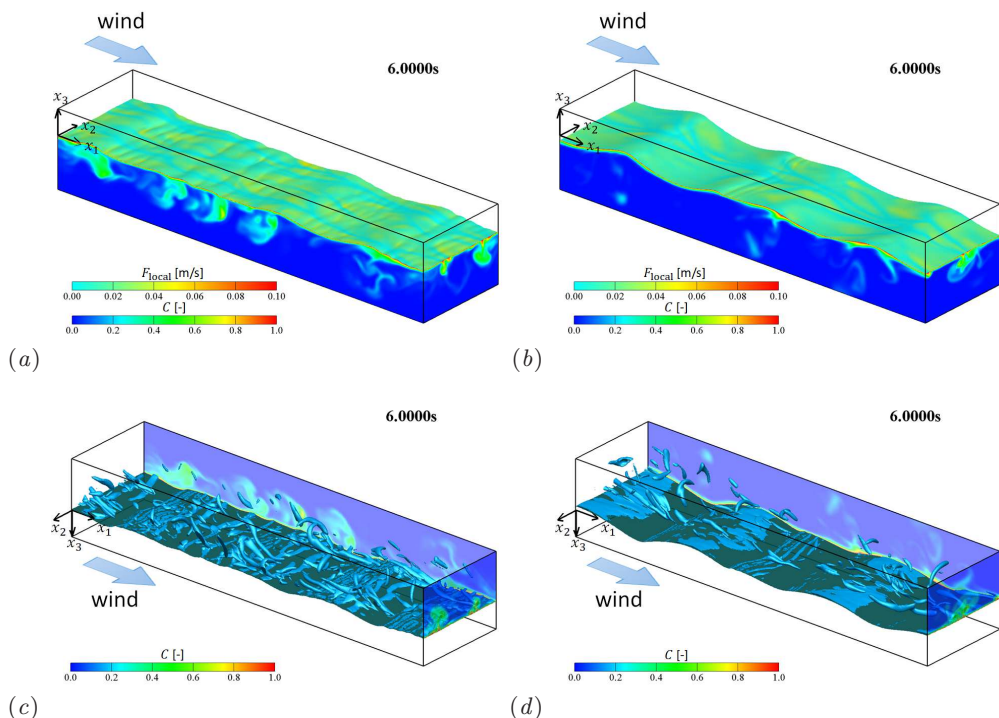 wind
6.0000s
x₃
x₂
x₁
F_local [m/s]
0.00 0.02 0.04 0.06 0.08 0.10
C [-]
0.0 0.2 0.4 0.6 0.8 1.0
(a)
wind
6.0000s
x₃
x₂
x₁
F_local [m/s]
0.00 0.02 0.04 0.06 0.08 0.10
C [-]
0.0 0.2 0.4 0.6 0.8 1.0
(b)
6.0000s
x₂
x₁
x₃
wind
C [-]
0.0 0.2 0.4 0.6 0.8 1.0
(c)
6.0000s
x₂
x₁
x₃
wind
C [-]
0.0 0.2 0.4 0.6 0.8 1.0
(d)